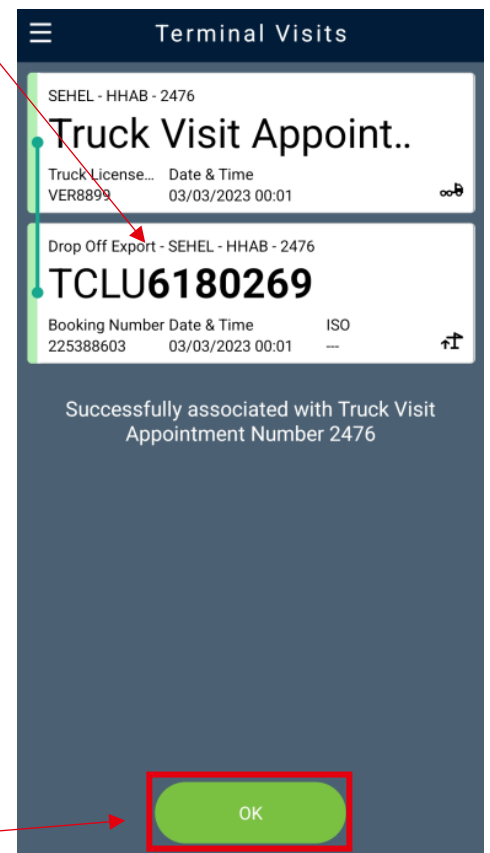 Terminal Visits
SEHEL - HHAB - 2476
Truck Visit Appoint..
Truck License... Date & Time
VER8899 03/03/2023 00:01
Drop Off Export - SEHEL - HHAB - 2476
TCLU6180269
Booking Number Date & Time ISO
225388603 03/03/2023 00:01 ---
Successfully associated with Truck Visit
Appointment Number 2476
OK